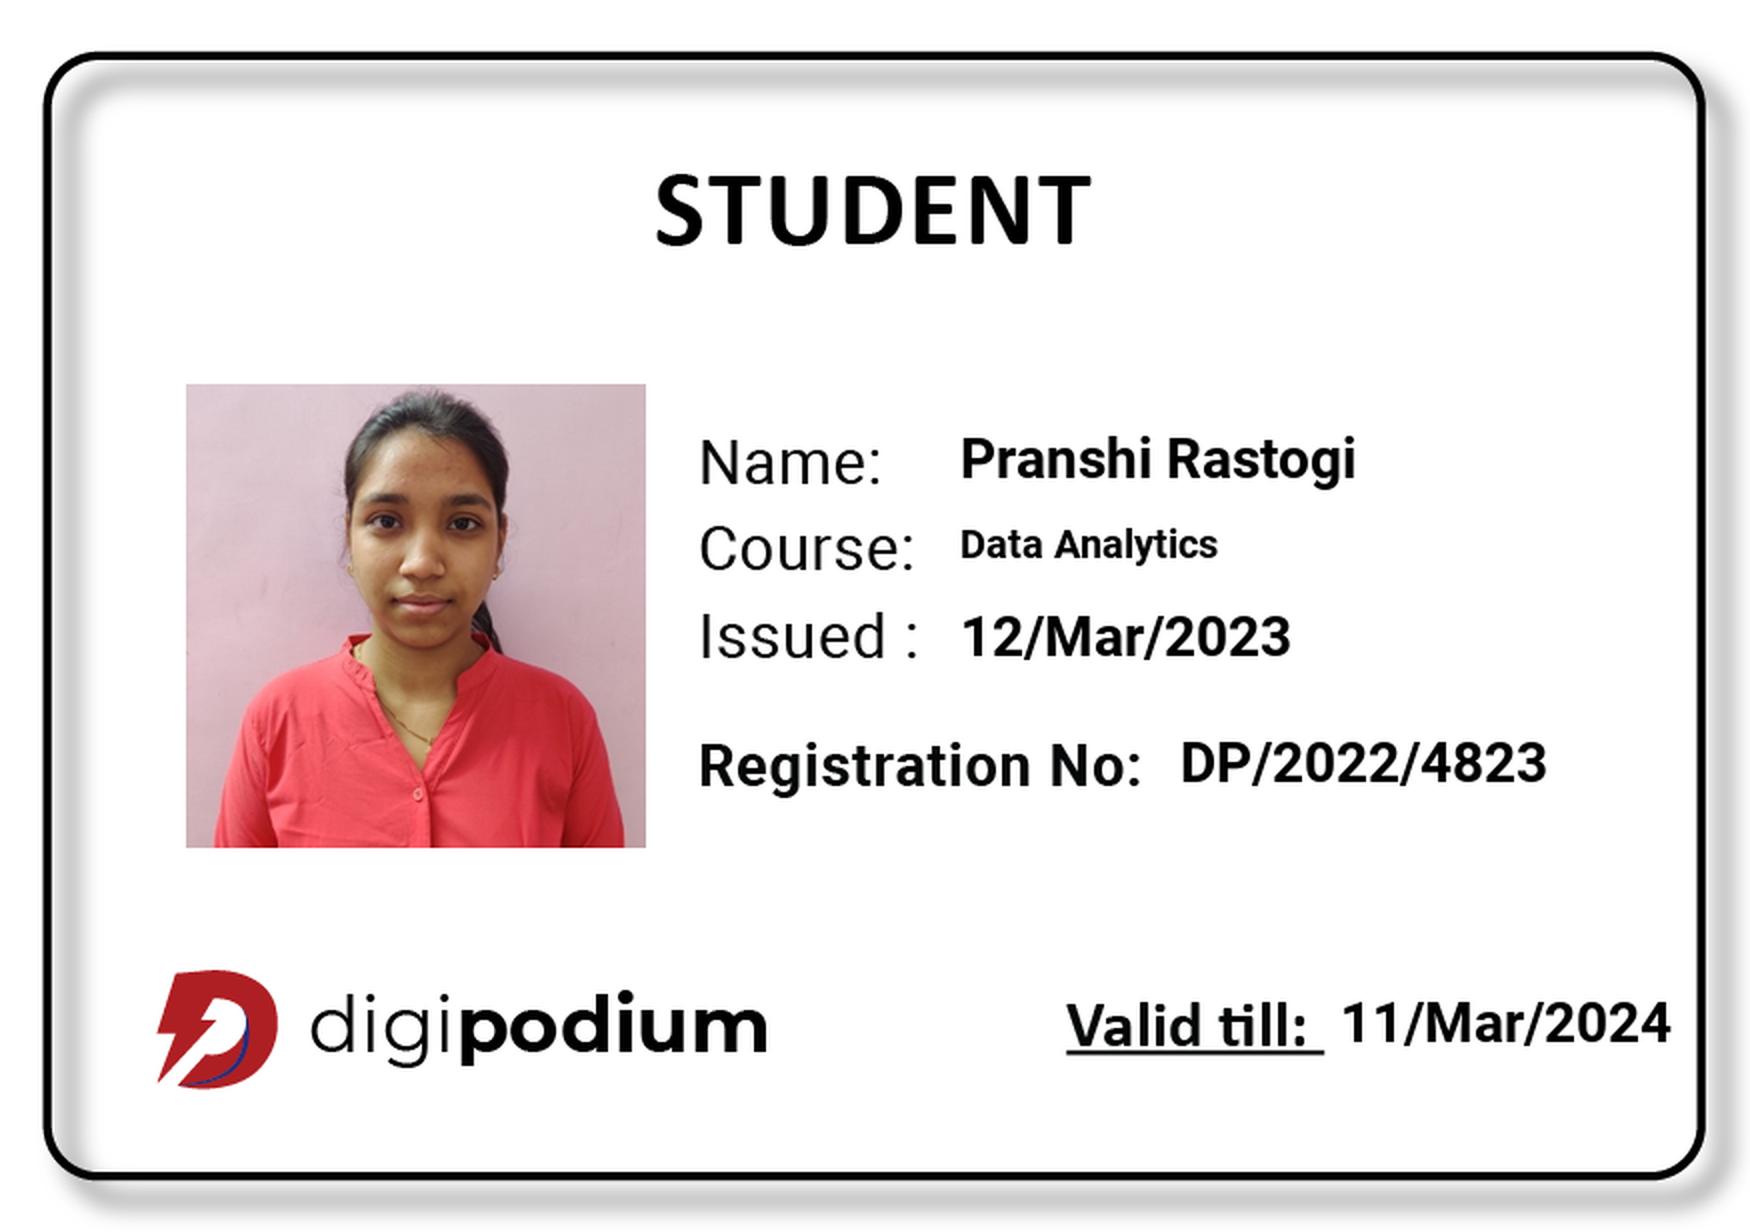 STUDENT
Name: Pranshi Rastogi
Course: Data Analytics
Issued : 12/Mar/2023
Registration No: DP/2022/4823
digipodium
Valid till: 11/Mar/2024